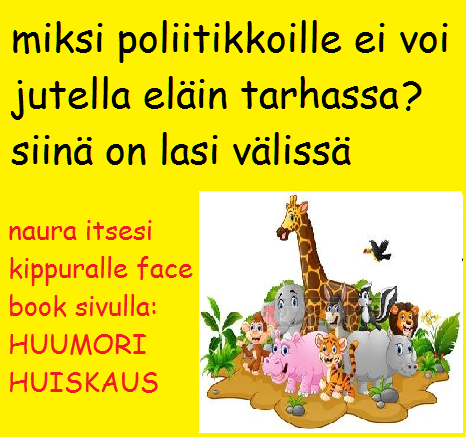 miksi poliitikkoille ei voi
jutella eläin tarhassa?
siinä on lasi välissä
naura itsesi
kippuralle face
book sivulla:
HUUMORI
HUISKAUS